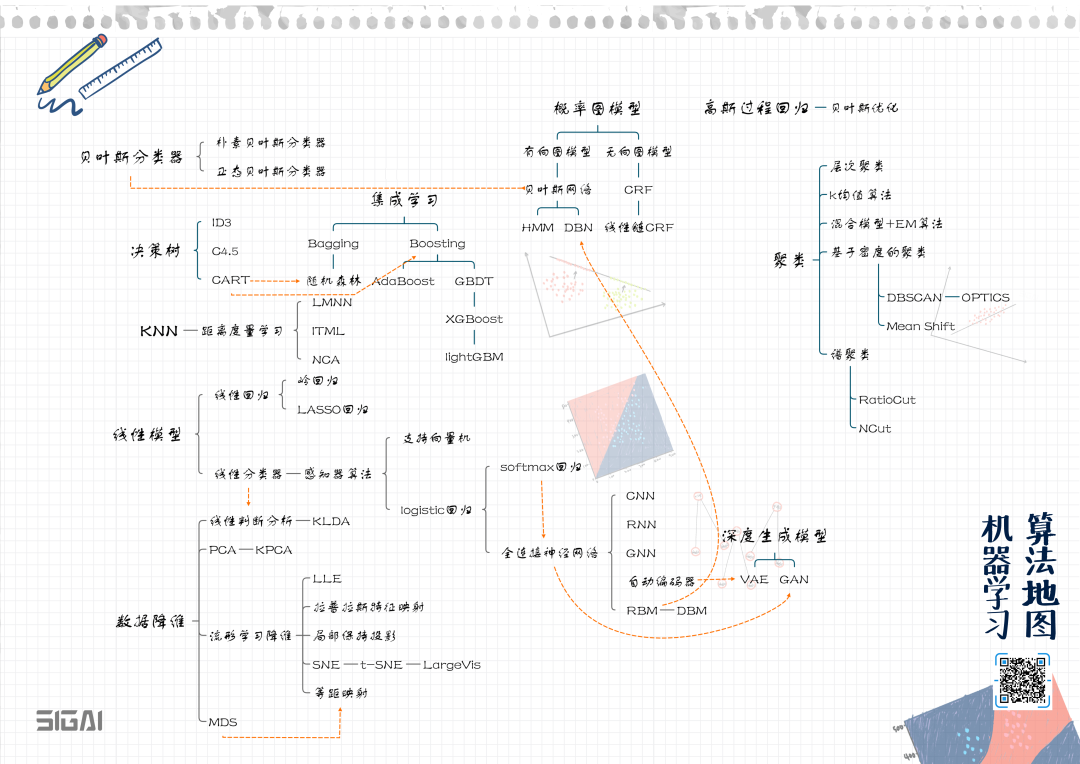 概率图模型
高斯过程回归
贝叶斯优化
贝叶斯分类器
朴素贝叶斯分类器
正态贝叶斯分类器
有向图模型
无向图模型
贝叶斯网络
CRF
HMM
DBN
线性链CRF
集成学习
Bagging
Boosting
随机森林
AdaBoost
GBDT
XGBoost
lightGBM
决策树
ID3
C4.5
CART
KNN
距离度量学习
LMNN
ITML
NCA
线性模型
线性回归
岭回归
LASSO回归
线性分类器
感知器算法
支持向量机
logistic回归
softmax回归
全连接神经网络
CNN
RNN
GNN
自动编码器
RBM
DBM
深度生成模型
VAE
GAN
聚类
层次聚类
k均值算法
混合模型+EM算法
基于密度的聚类
DBSCAN
OPTICS
Mean Shift
谱聚类
RatioCut
NCut
数据降维
线性判断分析
KLDA
PCA
KPCA
流形学习降维
LLE
拉普拉斯特征映射
局部保持投影
SNE
t-SNE
LargeVis
等距映射
MDS
机器学习
算法地图
SIGAI
500
400